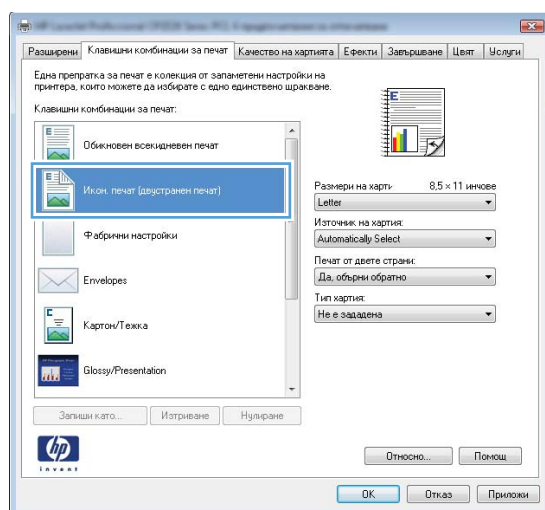 Разширени Клавишни комбинации за печат Качество на хартията Ефекти Завършване Цвят Услуги
Една препратка за печат е колекция от запаметени настройки на
принтера, които можете да избирате с едно единствено щракване.
Клавишни комбинации за печат:
Обикновен всекидневен печат
Икон. печат (двустранен печат)
Фабрични настройки
Envelopes
Картон/Тежка
Glossy/Presentation
Размери на харти 8,5 × 11 инчове
Letter
Източник на хартия:
Automatically Select
Печат от двете страни:
Да, обърни обратно
Тип хартия:
Не е зададена
Запиши като... Изтриване Нулиране
hp
invent
Относно... Помощ
OK Отказ Приложи